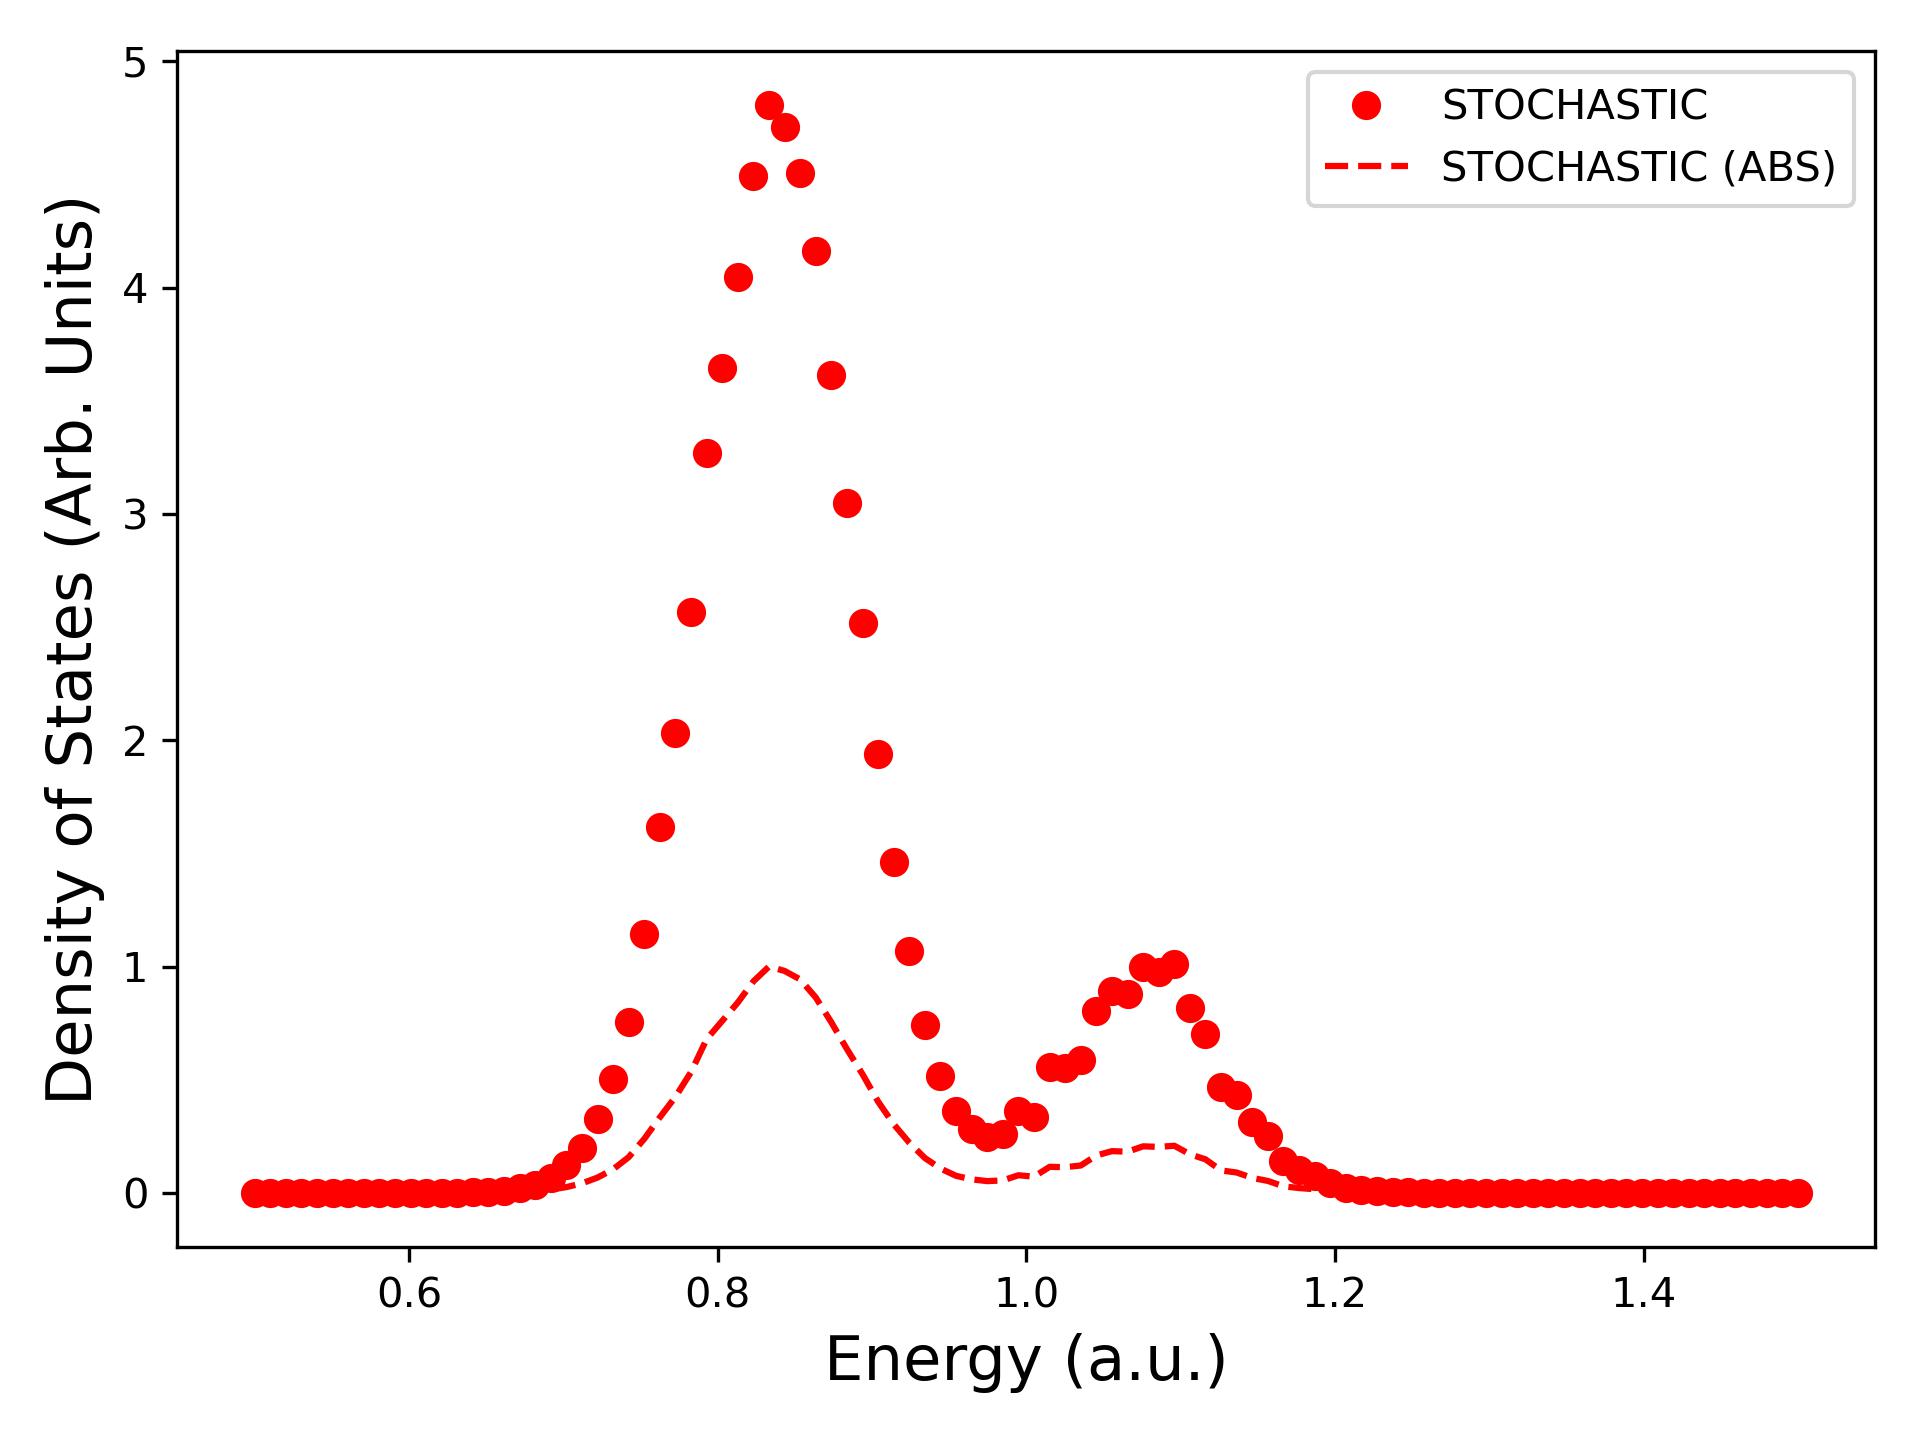 STOCHASTIC
STOCHASTIC (ABS)
Density of States (Arb. Units)
5
4
3
2
1
0
0.6 0.8 1.0 1.2 1.4
Energy (a.u.)